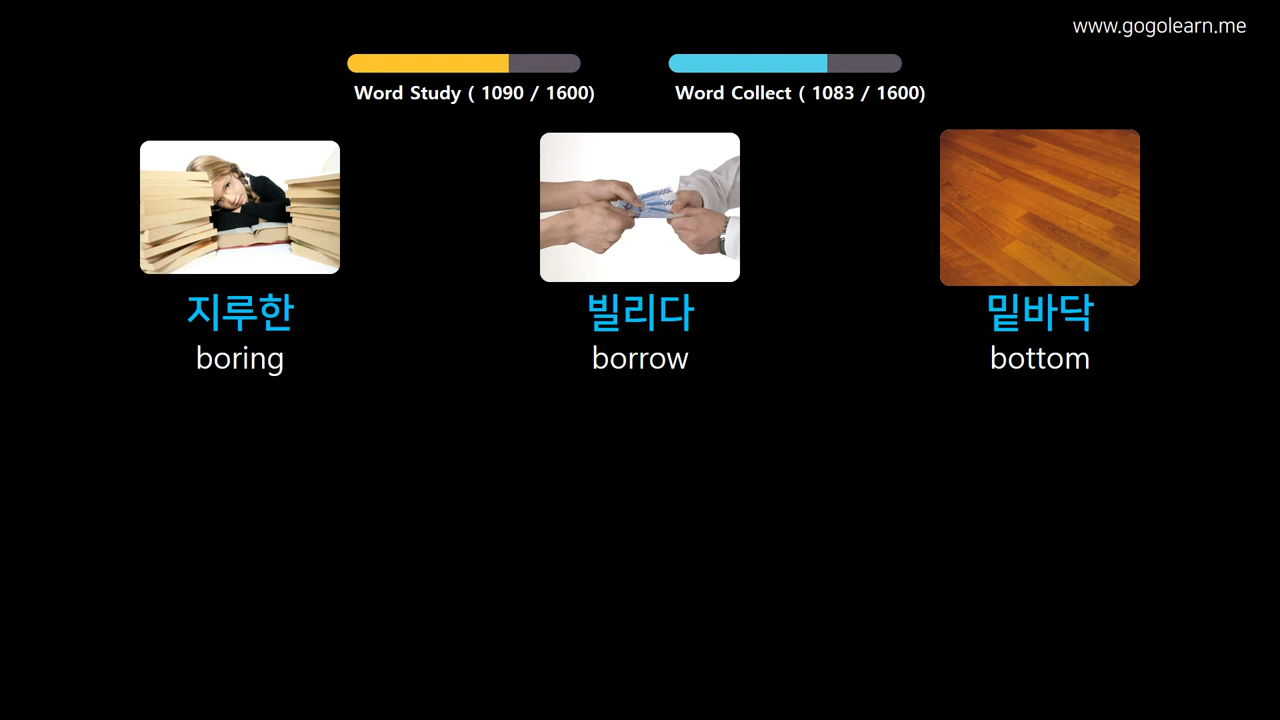 www.gogolearn.me
Word Study ( 1090 / 1600)
Word Collect ( 1083 / 1600)
지루한
빌리다
밑바닥
boring
borrow
bottom